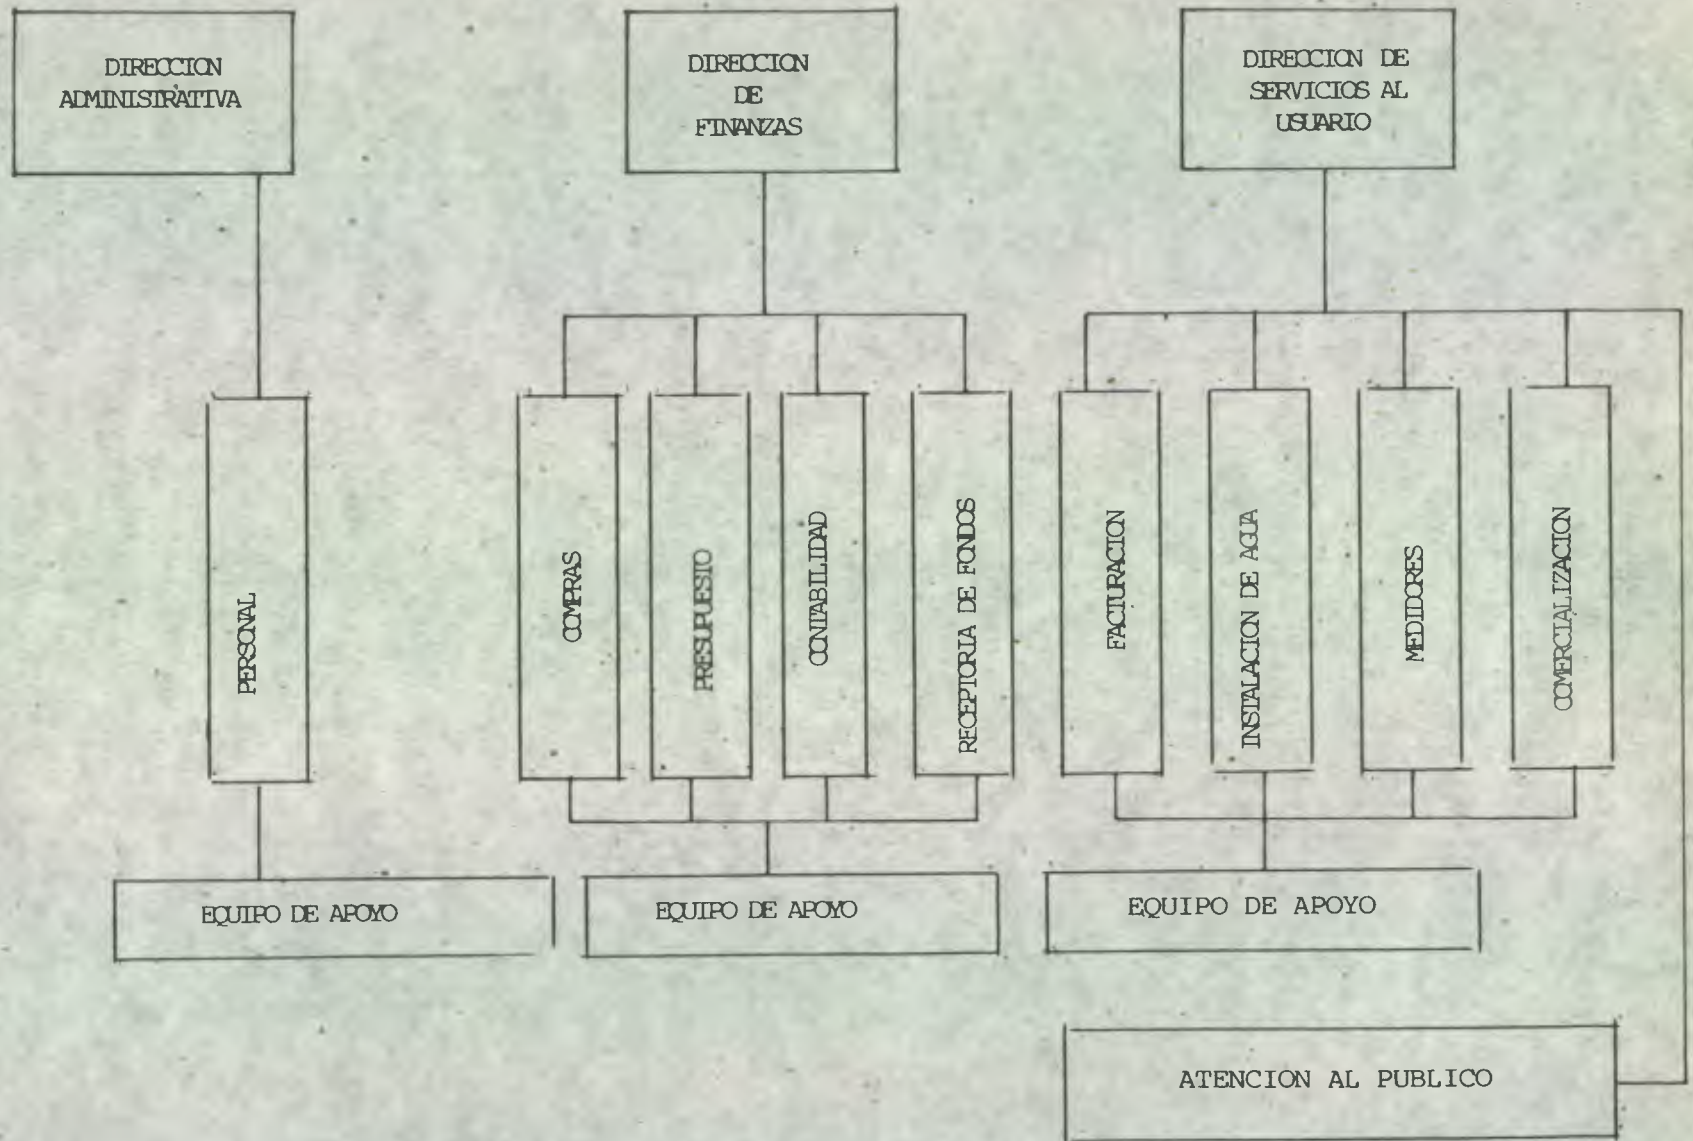 DIRECCION
ADMINISTRATIVA
DIRECCION
DE
FINANZAS
DIRECCION DE
SERVICIOS AL
USUARIO
PERSONAL
COMPRAS
PRESUPUESTO
CONTABILIDAD
RECEPTORIA DE FONDOS
FACTURACION
INSTALACION DE AGUA
MEDIDORES
COMERCIALIZACION
EQUIPO DE APOYO
EQUIPO DE APOYO
EQUIPO DE APOYO
ATENCION AL PUBLICO